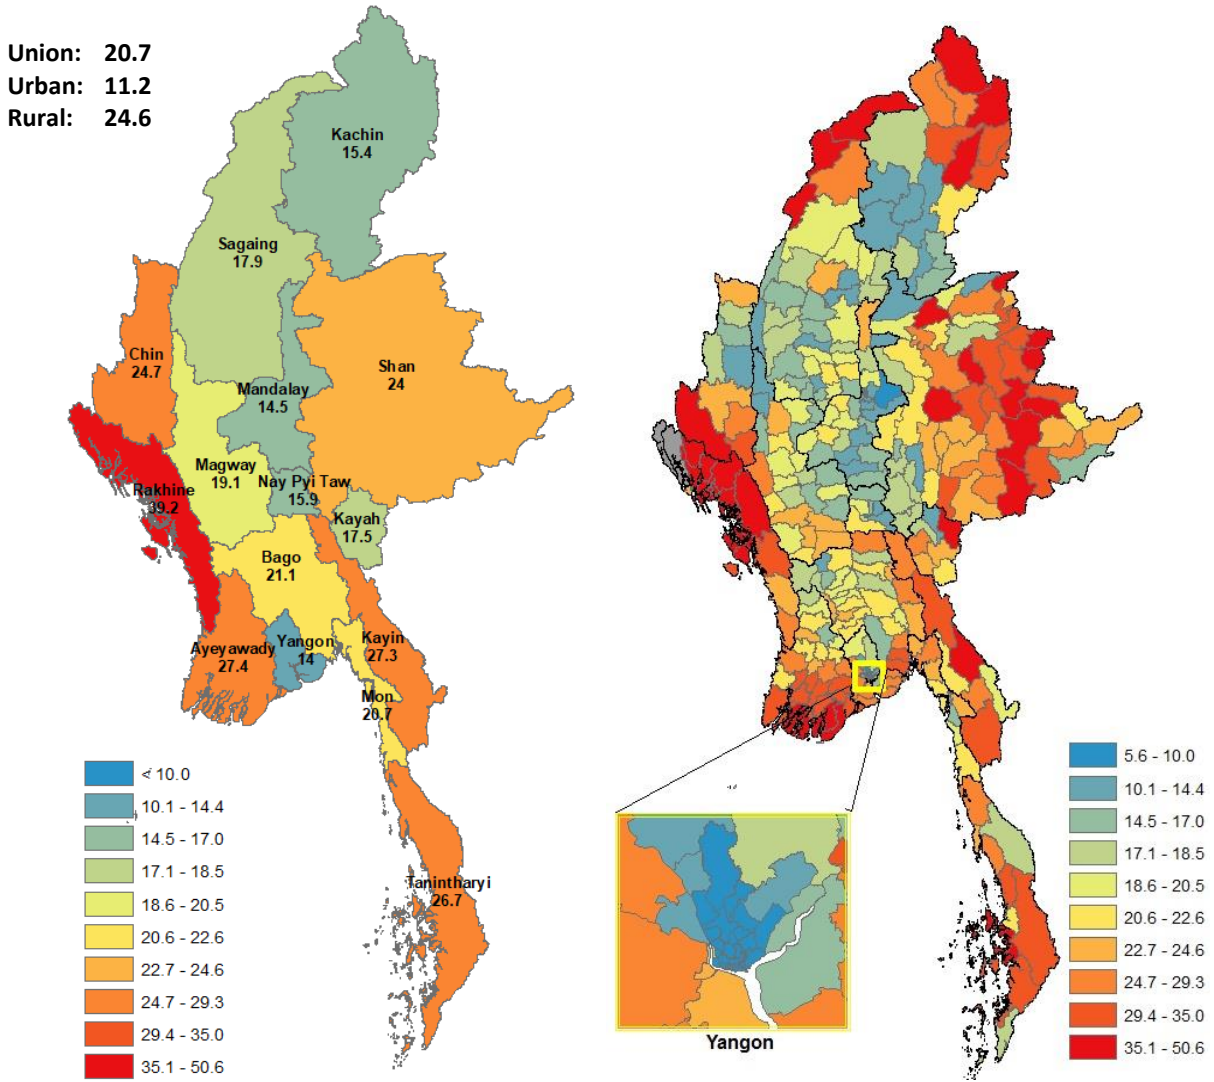 Union: 20.7
Urban: 11.2
Rural: 24.6
Kachin
15.4
Sagaing
17.9
Chin
24.7
Shan
24
Mandalay
14.5
Magway
19.1
Nay Pyi Taw
15.9
Rakhine
39.2
Kayah
17.5
Bago
21.1
Ayeyawady
27.4
Yangon
14
Kayin
27.3
Mon
20.7
Tanintharyi
26.7
< 10.0
10.1 - 14.4
14.5 - 17.0
17.1 - 18.5
18.6 - 20.5
20.6 - 22.6
22.7 - 24.6
24.7 - 29.3
29.4 - 35.0
35.1 - 50.6
Yangon
5.6 - 10.0
10.1 - 14.4
14.5 - 17.0
17.1 - 18.5
18.6 - 20.5
20.6 - 22.6
22.7 - 24.6
24.7 - 29.3
29.4 - 35.0
35.1 - 50.6